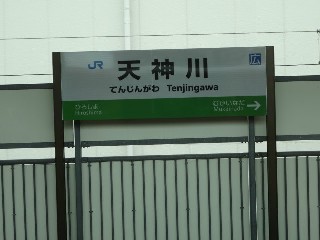 JR 天神川 広
てんじんがわ Tenjingawa
ひろしま むかいなだ
Hiroshima Mukainada